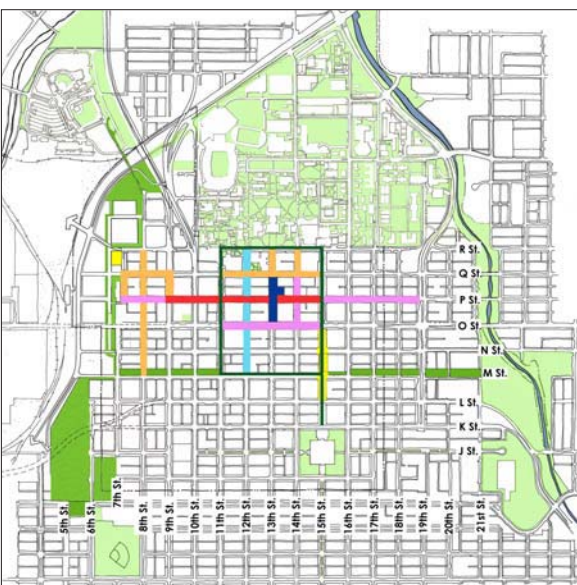 R St.
Q St.
P St.
O St.
N St.
M St.
L St.
K St.
J St.
5th St.
6th St.
7th St.
8th St.
9th St.
10th St.
11th St.
12th St.
13th St.
14th St.
15th St.
16th St.
17th St.
18th St.
19th St.
20th St.
21st St.